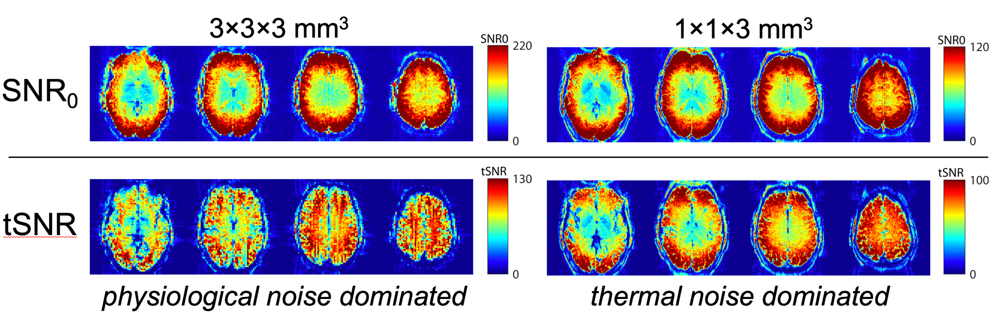 3×3×3 mm³
1×1×3 mm³
SNR₀
SNR0
220
0
SNR0
120
0
tSNR
tSNR
130
0
tSNR
100
0
physiological noise dominated
thermal noise dominated